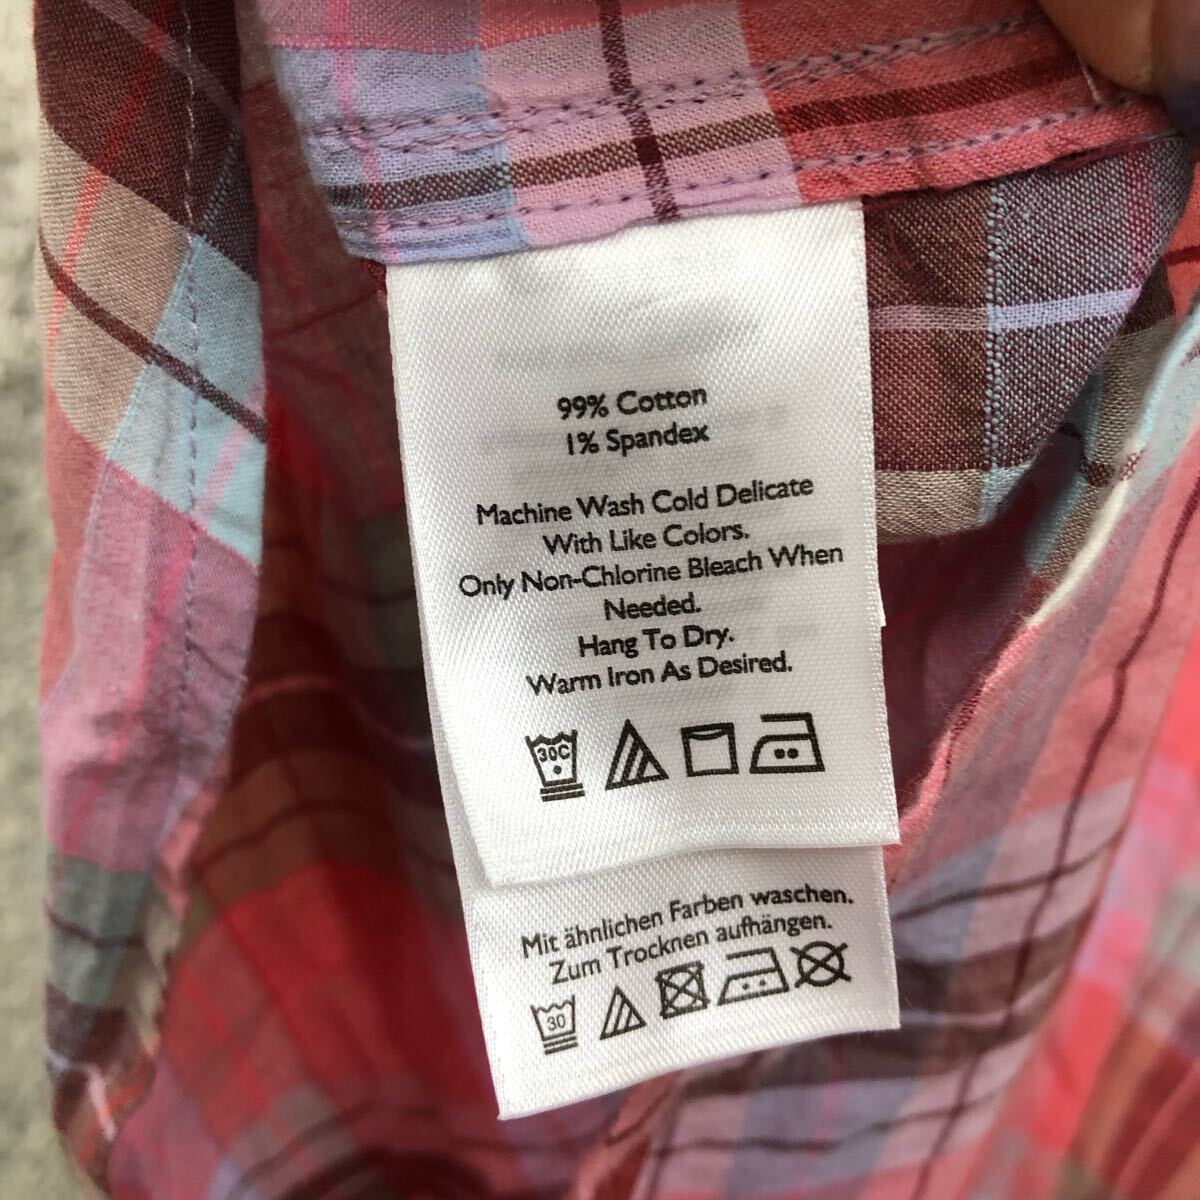 99% Cotton
1% Spandex
Machine Wash Cold Delicate
With Like Colors.
Only Non-Chlorine Bleach When
Needed.
Hang To Dry.
Warm Iron As Desired.
30C
Mit ähnlichen Farben waschen.
Zum Trocknen aufhängen.
30